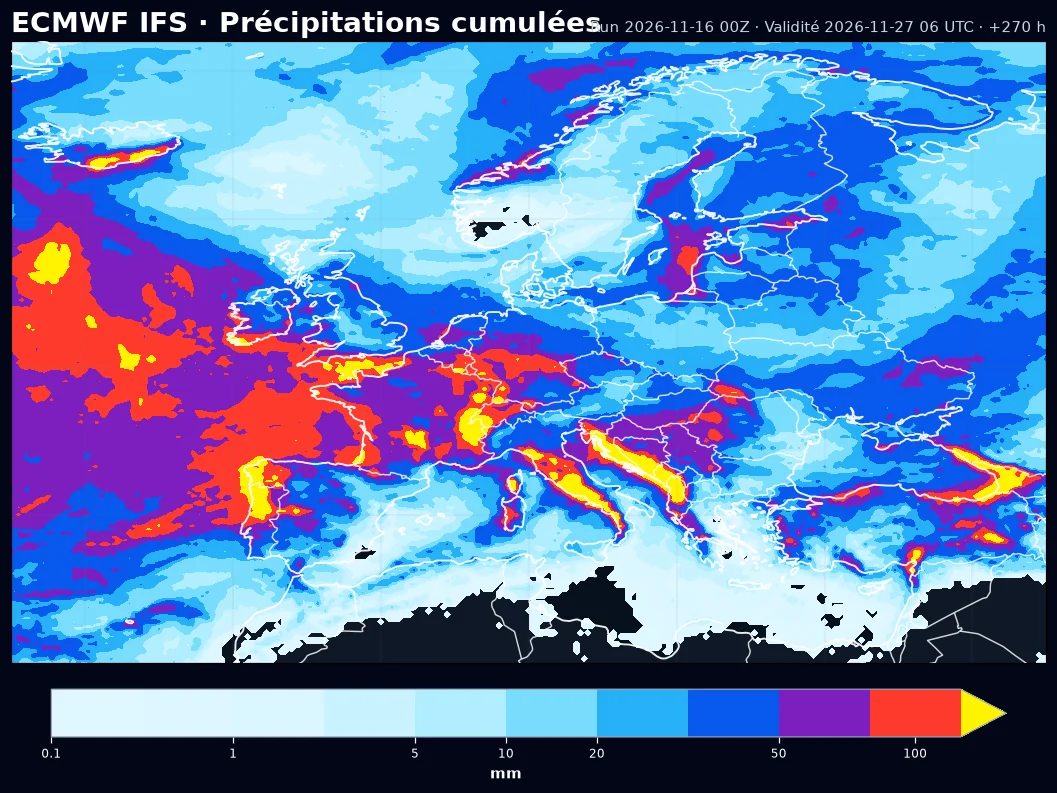 ECMWF IFS · Précipitations cumulées
Run 2026-11-16 00Z · Validité 2026-11-27 06 UTC · +270 h
0.1 1 5 10 20 50 100
mm